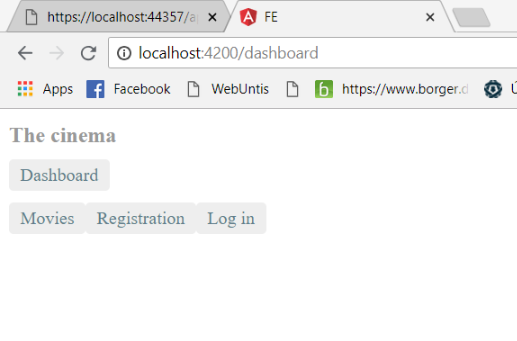 https://localhost:44357/a
FE
localhost:4200/dashboard
Apps Facebook WebUntis https://www.borger.d
The cinema
Dashboard
Movies Registration Log in